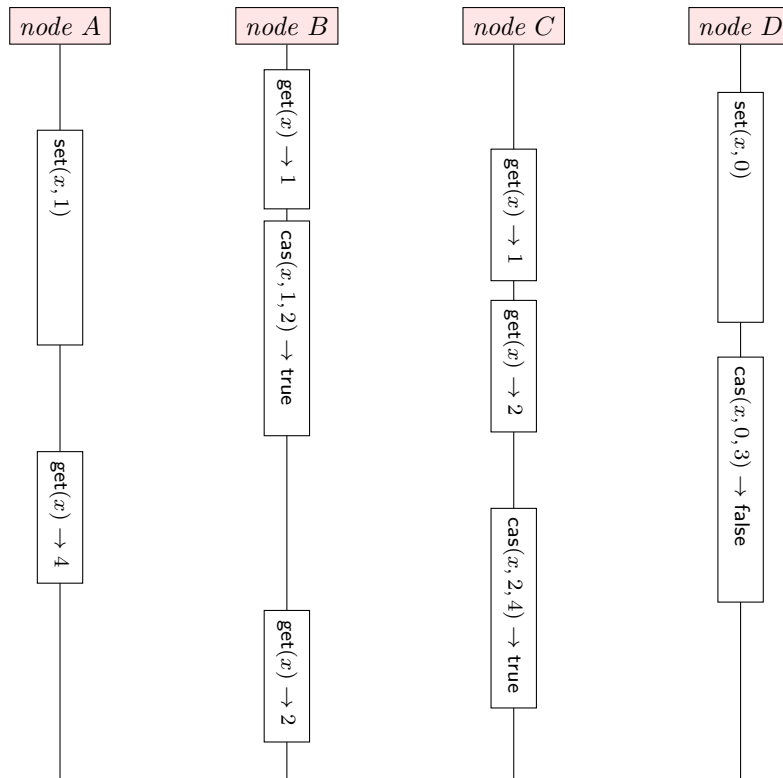 node A
node B
node C
node D
set(x, 1)
get(x) → 4
get(x) → 1
cas(x, 1, 2) → true
get(x) → 2
get(x) → 1
get(x) → 2
cas(x, 2, 4) → true
set(x, 0)
cas(x, 0, 3) → false